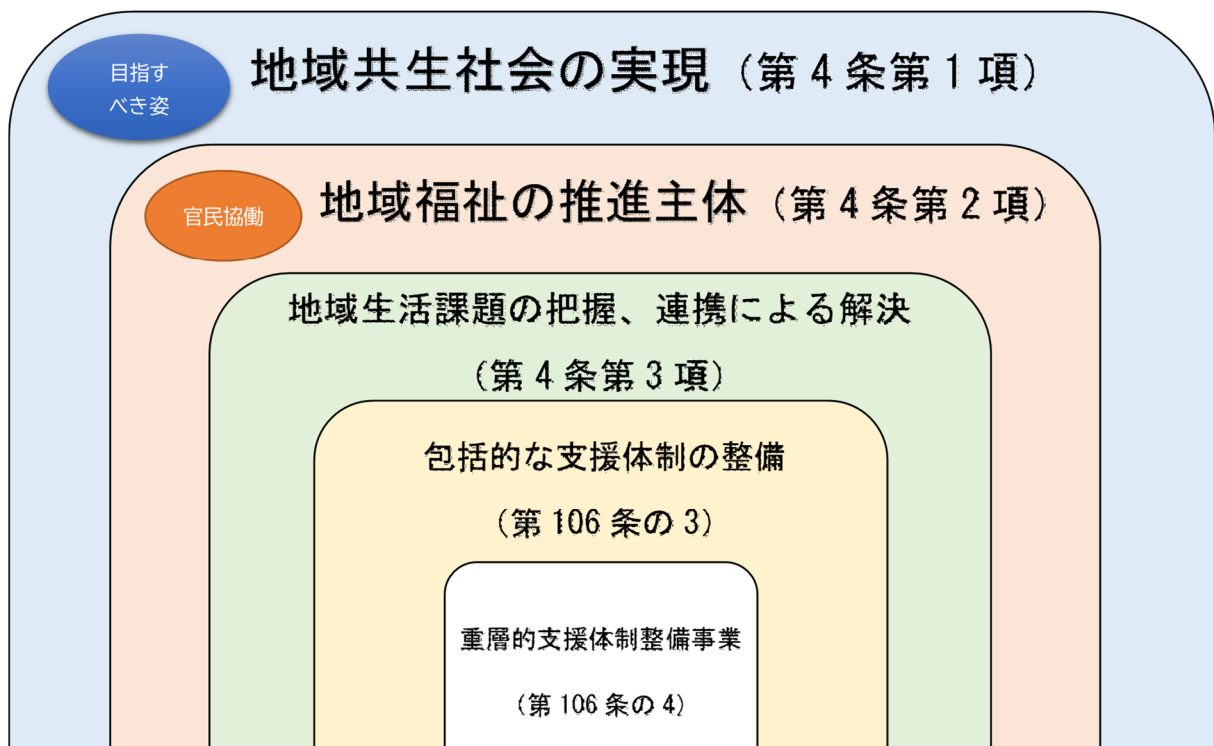 目指す
べき姿
地域共生社会の実現（第4条第1項）
官民協働
地域福祉の推進主体（第4条第2項）
地域生活課題の把握、連携による解決
（第4条第3項）
包括的な支援体制の整備
（第106条の3）
重層的支援体制整備事業
（第106条の4）